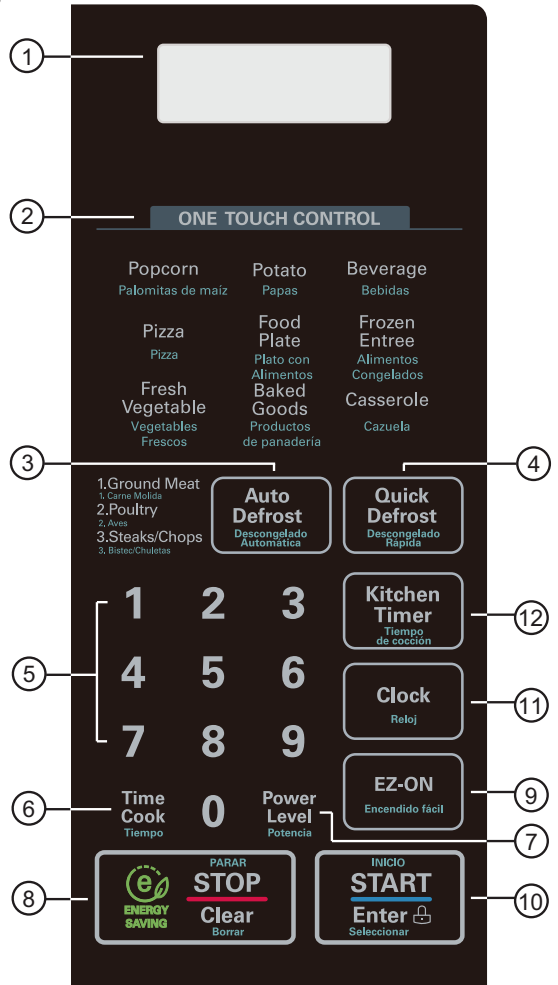 1
2
ONE TOUCH CONTROL
Popcorn
Palomitas de maíz
Potato
Papas
Beverage
Bebidas
Pizza
Pizza
Food
Plate
Plato con
Alimentos
Frozen
Entree
Alimentos
Congelados
Fresh
Vegetable
Vegetables
Frescos
Baked
Goods
Productos
de panadería
Casserole
Cazuela
3
4
1.Ground Meat
1. Carne Molida
2.Poultry
2, Aves
3.Steaks/Chops
3. Bistec/Chuletas
Auto
Defrost
Descongelado
Automática
Quick
Defrost
Descongelado
Rápida
5
1 2 3
4 5 6
7 8 9
Kitchen
Timer
Tiempo
de cocción
12
Clock
Reloj
11
EZ-ON
Encendido fácil
9
6
Time
Cook
Tiempo
0
Power
Level
Potencia
7
8
e
ENERGY
SAVING
PARAR
STOP
Clear
Borrar
INICIO
START
Enter
Seleccionar
10